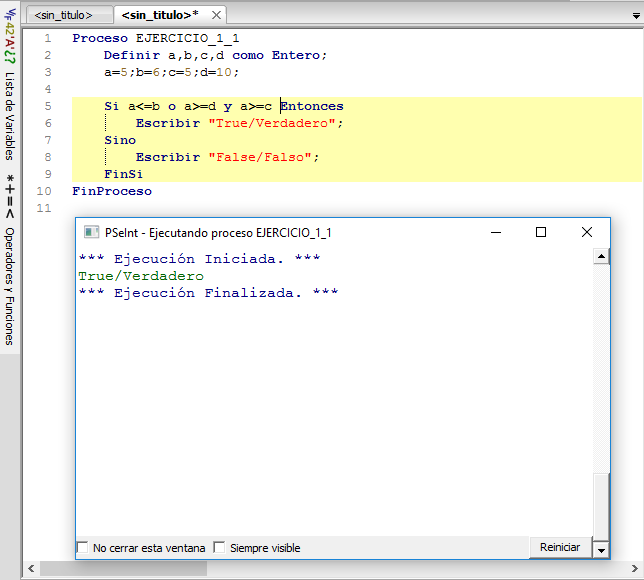 <sin_titulo>
<sin_titulo>*
42'A'¿?
Lista de Variables
*+=<
Operadores y Funciones
1 Proceso EJERCICIO_1_1
2 Definir a,b,c,d como Entero;
3 a=5;b=6;c=5;d=10;
4
5 Si a<=b o a>=d y a>=c Entonces
6 Escribir "True/Verdadero";
7 Sino
8 Escribir "False/Falso";
9 FinSi
10 FinProceso
11
PSeInt - Ejecutando proceso EJERCICIO_1_1
*** Ejecución Iniciada. ***
True/Verdadero
*** Ejecución Finalizada. ***
No cerrar esta ventana
Siempre visible
Reiniciar